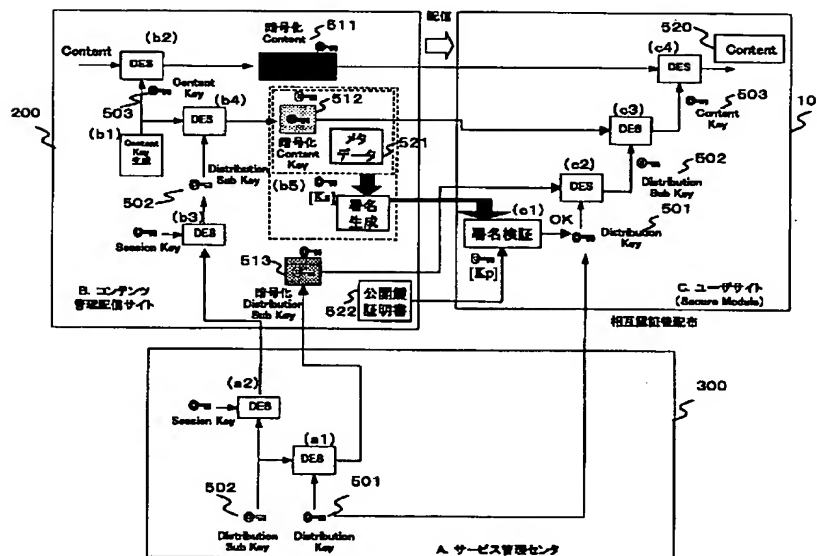 200
Content
(b2)
DES
503
Content Key
(b1)
Content Key 生成
(b4)
DES
502
Distribution Sub Key
(b3)
Session Key
DES
暗号化 Content
511
512
暗号化 Content Key
メタデータ
521
(b5)
[Ks]
署名生成
513
暗号化 Distribution Sub Key
公開鍵証明書
522
B. コンテンツ
管理配信サイト
配信
520
Content
(c4)
DES
503
Content Key
(c3)
DES
502
Distribution Sub Key
(c2)
DES
501
Distribution Key
(c1)
OK
署名検証
[Kp]
C. ユーザサイト
(Secure Module)
10
相互認証後配布
300
(a2)
Session Key
DES
(a1)
DES
502
Distribution Sub Key
501
Distribution Key
A. サービス管理センタ